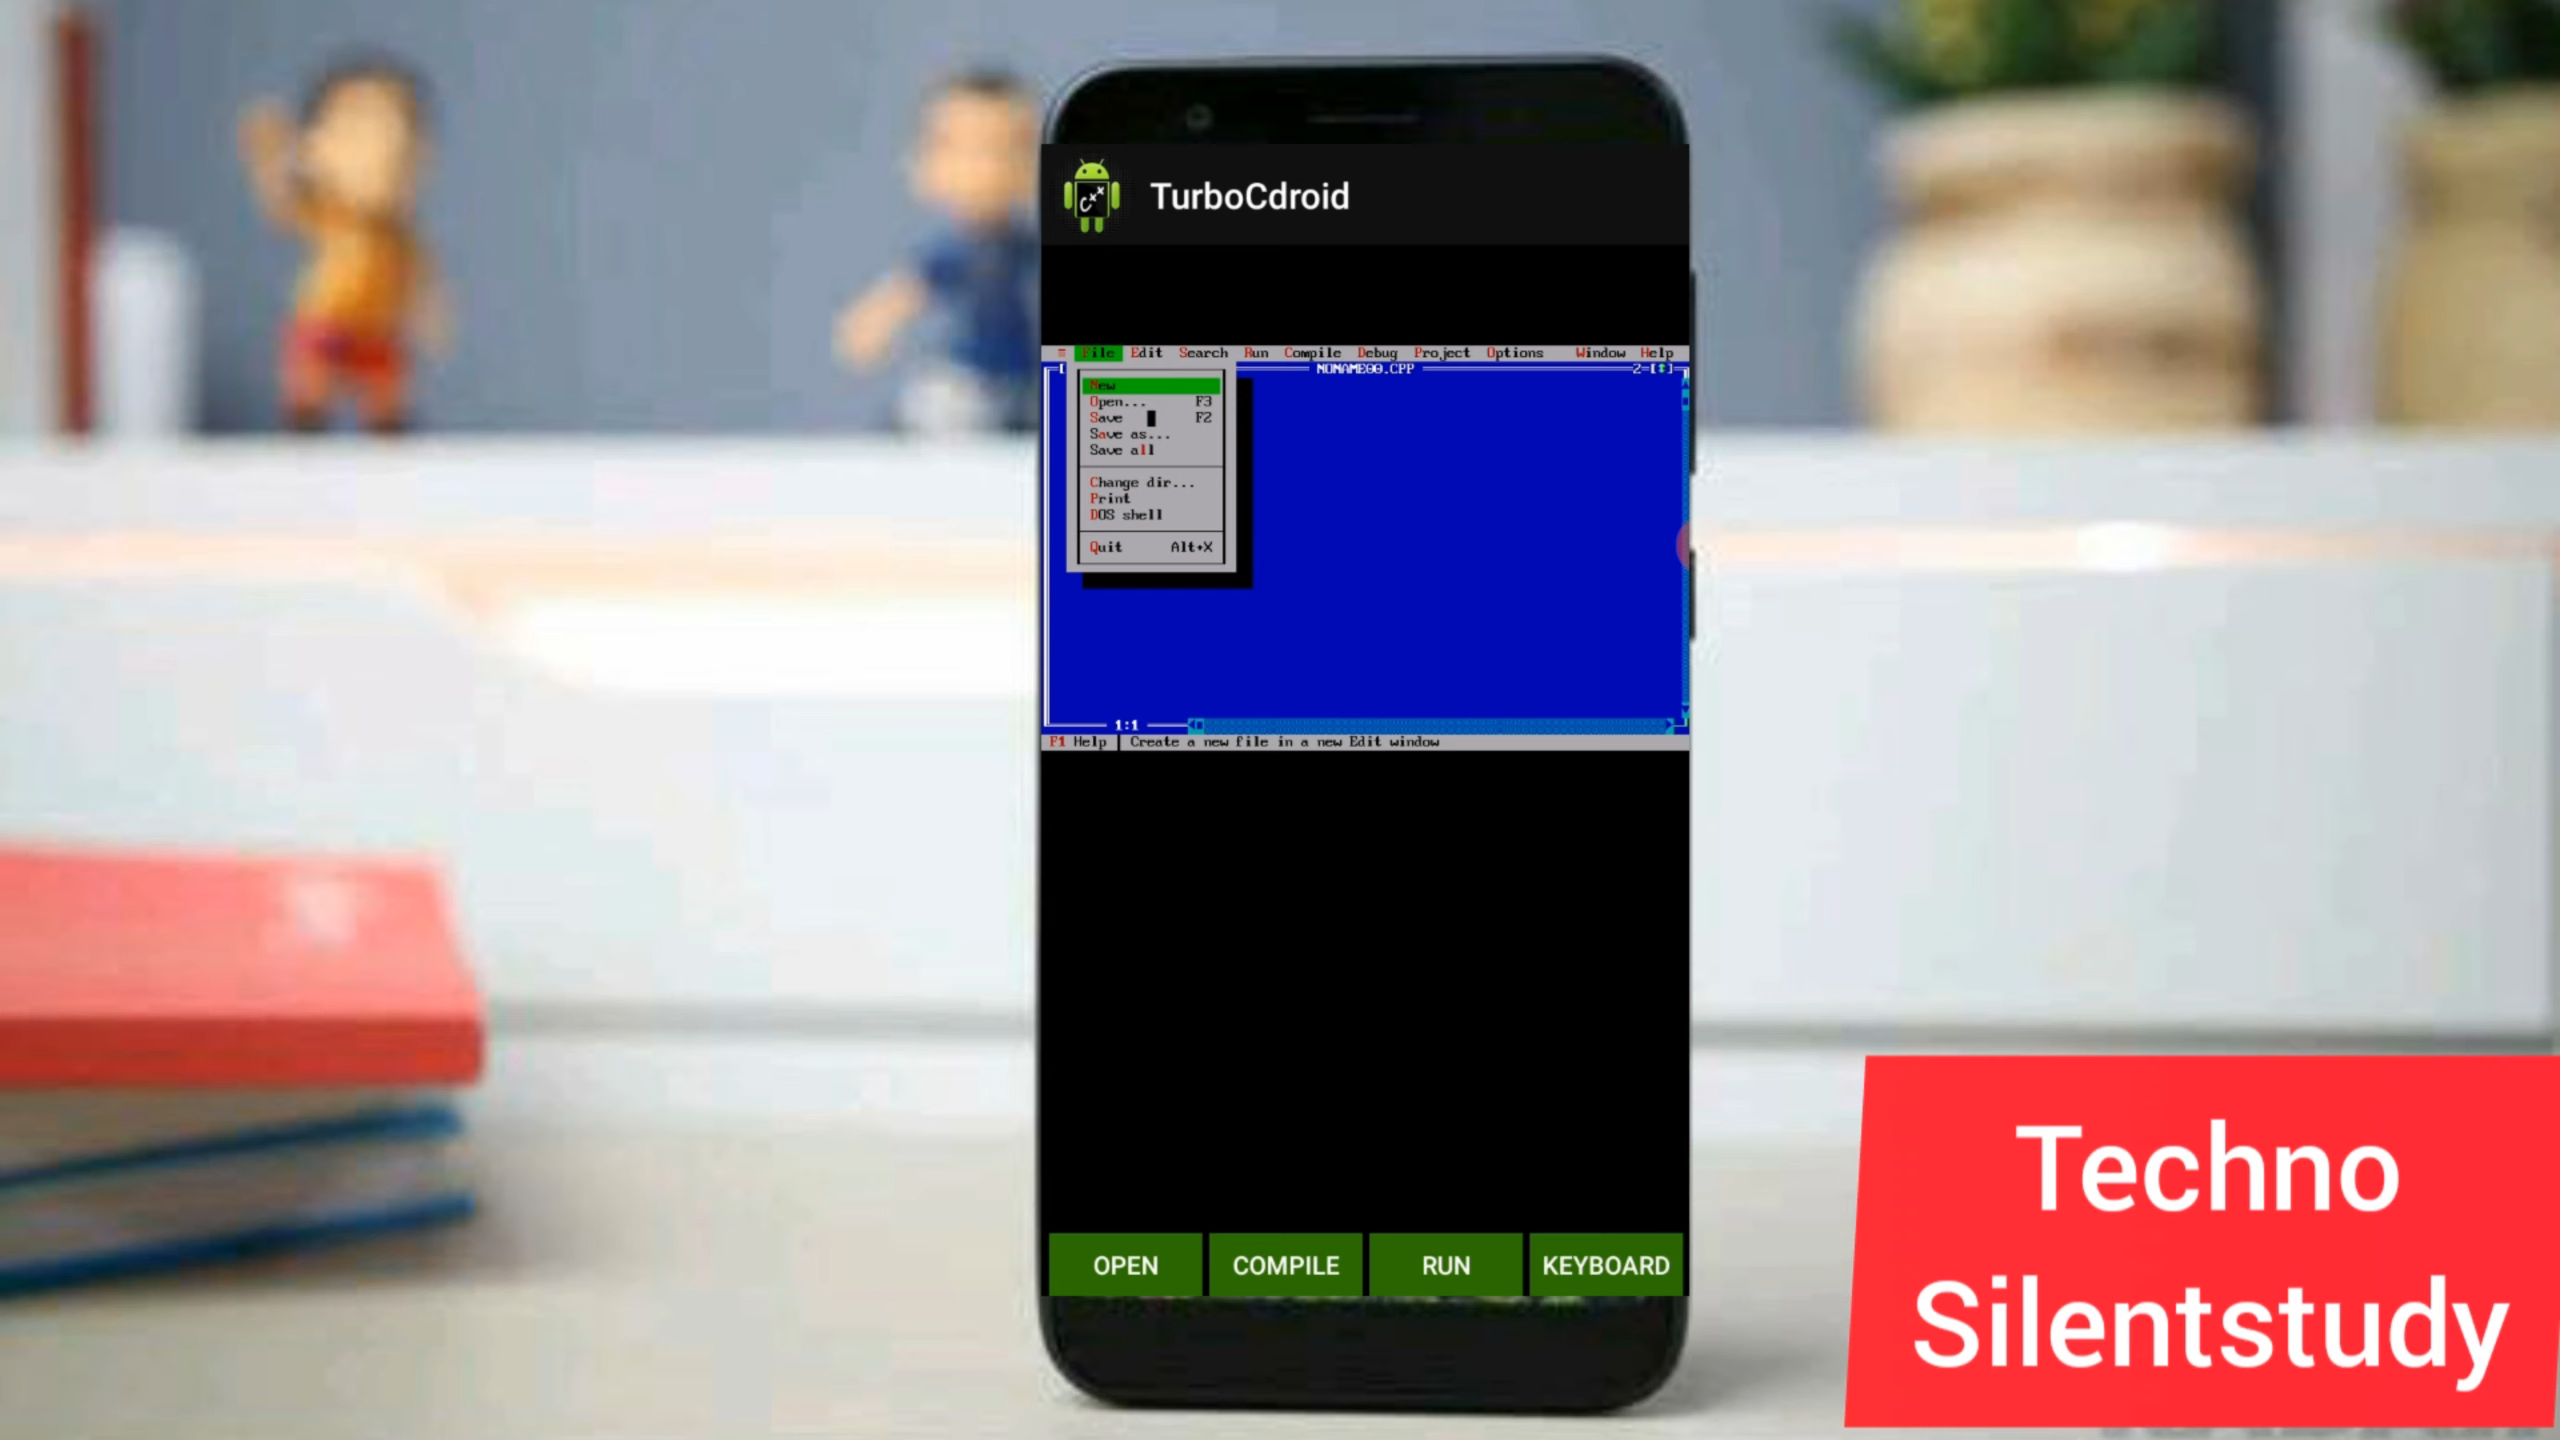 TurboCdroid
≡ File Edit Search Run Compile Debug Project Options Window Help
NONAME00.CPP 2=[↕]
New
Open... F3
Save F2
Save as...
Save all
Change dir...
Print
DOS shell
Quit Alt+X
1:1
F1 Help │ Create a new file in a new Edit window
OPEN COMPILE RUN KEYBOARD
Techno
Silentstudy